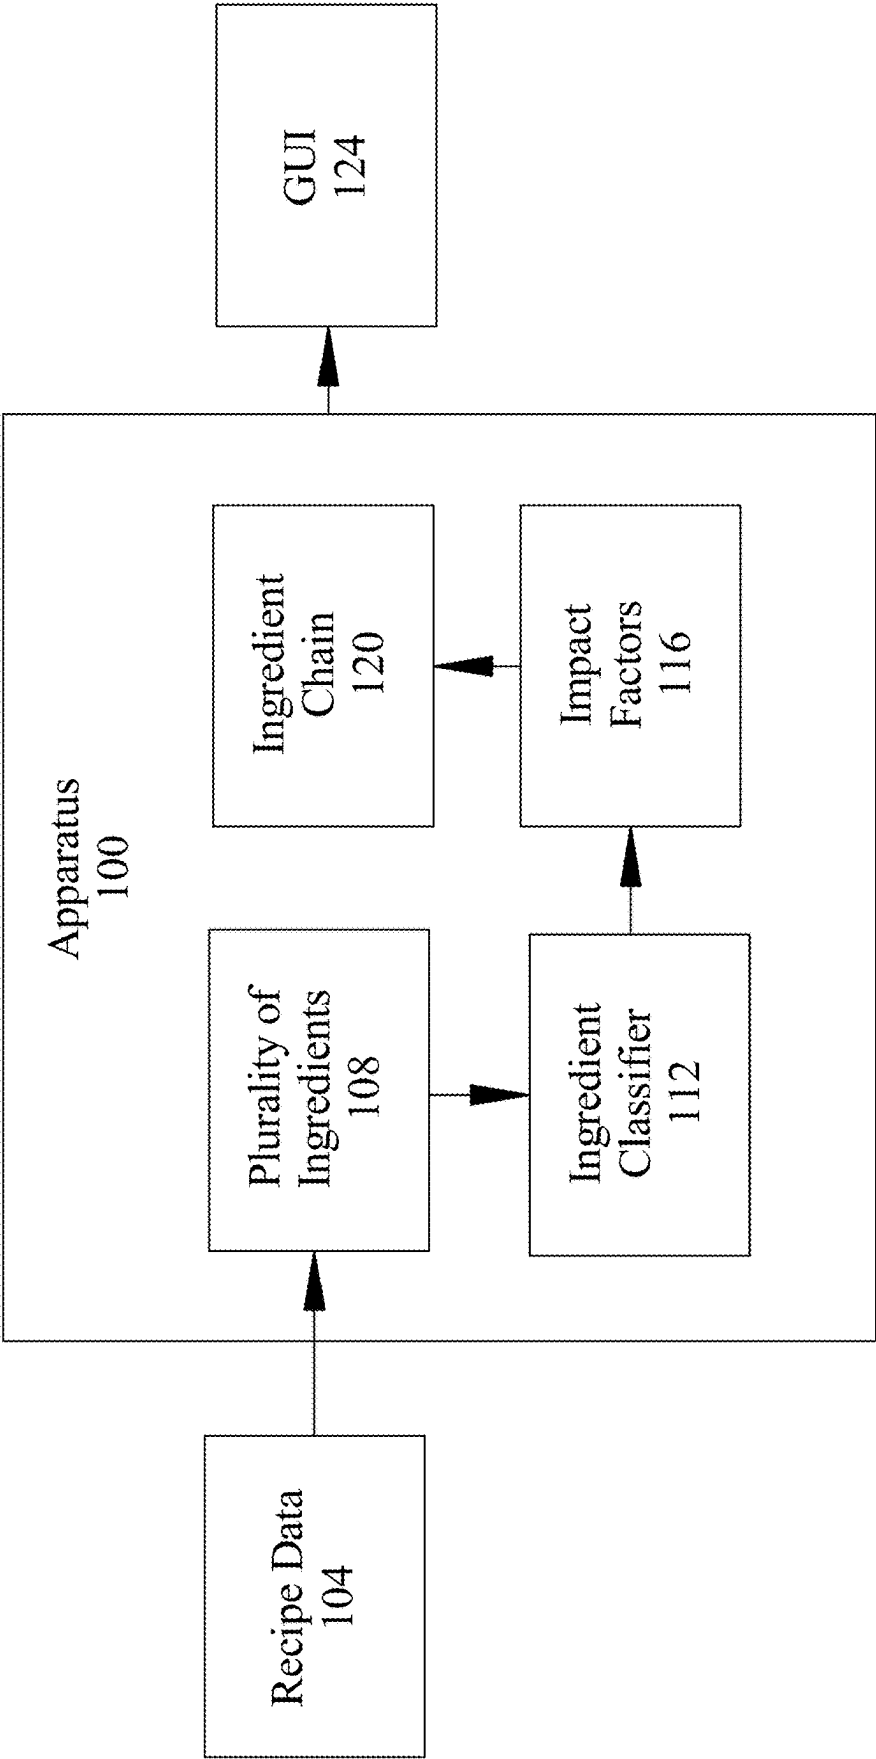 Apparatus
100
Recipe Data
104
Plurality of
Ingredients
108
Ingredient
Classifier
112
Impact
Factors
116
Ingredient
Chain
120
GUI
124